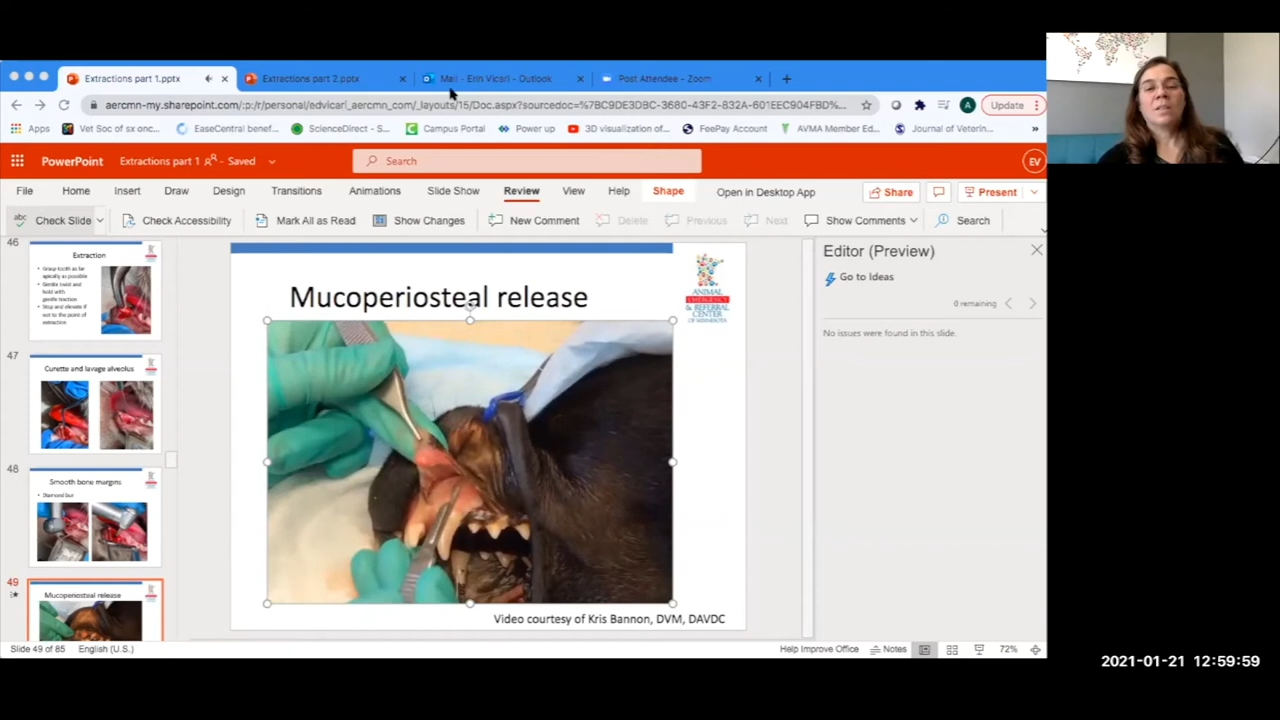 Extractions part 1.pptx
Extractions part 2.pptx
Mail - Erin Vicari - Outlook
Post Attendee - Zoom
aercmn-my.sharepoint.com/:p:/r/personal/edvicari_aercmn_com/_layouts/15/Doc.aspx?sourcedoc=%7BC9DE3DBC-3680-43F2-832A-601EEC904FBD%...
A
Update
Apps
Vet Soc of sx onc...
EaseCentral benef...
ScienceDirect - S...
Campus Portal
Power up
3D visualization of...
FeePay Account
AVMA Member Ed...
Journal of Veterin...
»
PowerPoint
Extractions part 1 - Saved
Search
EV
File Home Insert Draw Design Transitions Animations Slide Show Review View Help Shape Open in Desktop App Share Present
abc Check Slide Check Accessibility Mark All as Read Show Changes New Comment Delete Previous Next Show Comments Search
46
Extraction
• Grasp tooth as far
apically as possible
• Gentle twist and
hold with
gentle traction
• Stop and elevate if
not to the point of
extraction
47
Curette and lavage alveolus
48
Smooth bone margins
• Diamond bur
49
Mucoperiosteal release
Mucoperiosteal release
ANIMAL
EMERGENCY
& REFERRAL
CENTER
OF MINNESOTA
Video courtesy of Kris Bannon, DVM, DAVDC
Editor (Preview)
Go to Ideas
0 remaining
No issues were found in this slide.
Slide 49 of 85 English (U.S.) Help Improve Office Notes 72%
2021-01-21 12:59:59